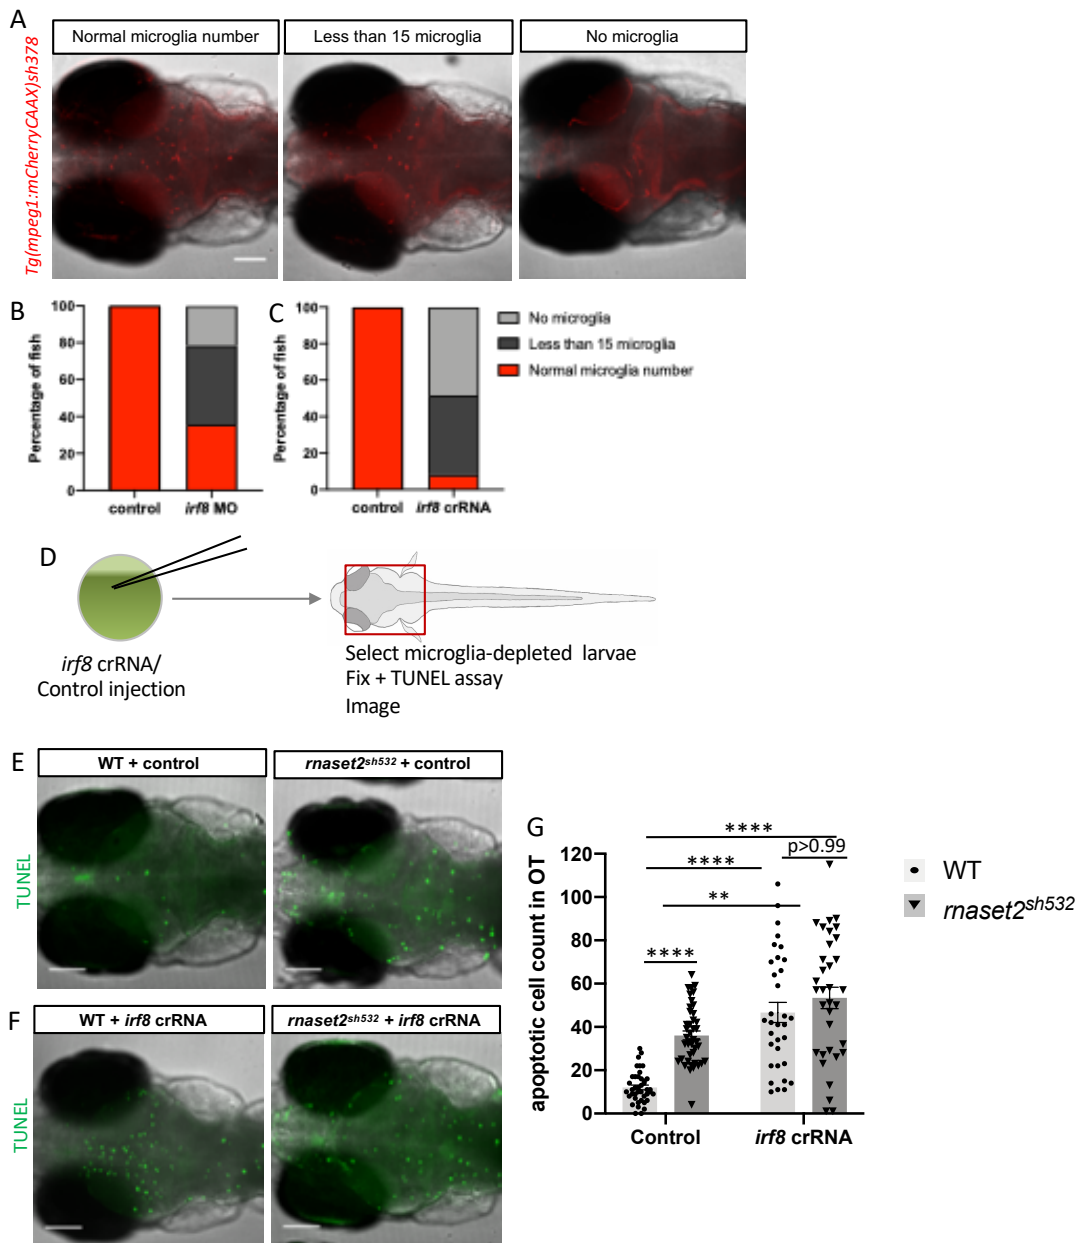 A
Normal microglia number
Less than 15 microglia
No microglia
Tg(mpeg1:mCherryCAAX)sh378
B
Percentage of fish
100
80
60
40
20
0
control
irf8 MO
C
Percentage of fish
100
80
60
40
20
0
control
irf8 crRNA
No microglia
Less than 15 microglia
Normal microglia number
D
irf8 crRNA/
Control injection
Select microglia-depleted larvae
Fix + TUNEL assay
Image
E
WT + control
rnaset2sh532 + control
TUNEL
F
WT + irf8 crRNA
rnaset2sh532 + irf8 crRNA
TUNEL
G
apoptotic cell count in OT
120
100
80
60
40
20
0
****
p>0.99
****
**
****
Control
irf8 crRNA
WT
rnaset2sh532